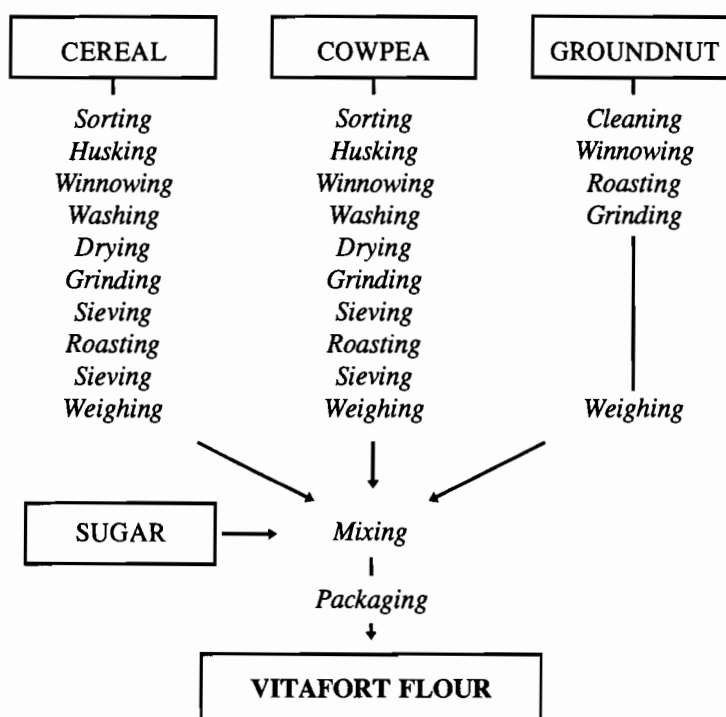 CEREAL
Sorting
Husking
Winnowing
Washing
Drying
Grinding
Sieving
Roasting
Sieving
Weighing
COWPEA
Sorting
Husking
Winnowing
Washing
Drying
Grinding
Sieving
Roasting
Sieving
Weighing
GROUNDNUT
Cleaning
Winnowing
Roasting
Grinding
Weighing
SUGAR
Mixing
Packaging
VITAFORT FLOUR